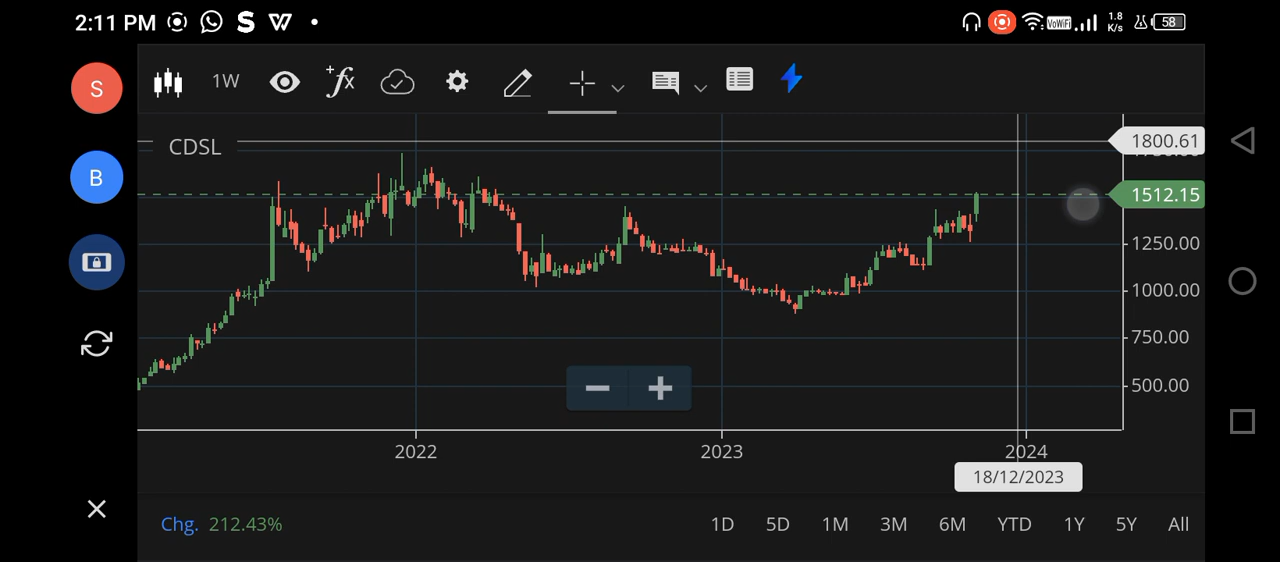 2:11 PM S W VoWiFi 1.8 K/s 58
S 1W +fx
CDSL 1800.61
B 1512.15
1250.00
1000.00
750.00
500.00
2022 2023 2024
18/12/2023
Chg. 212.43% 1D 5D 1M 3M 6M YTD 1Y 5Y All